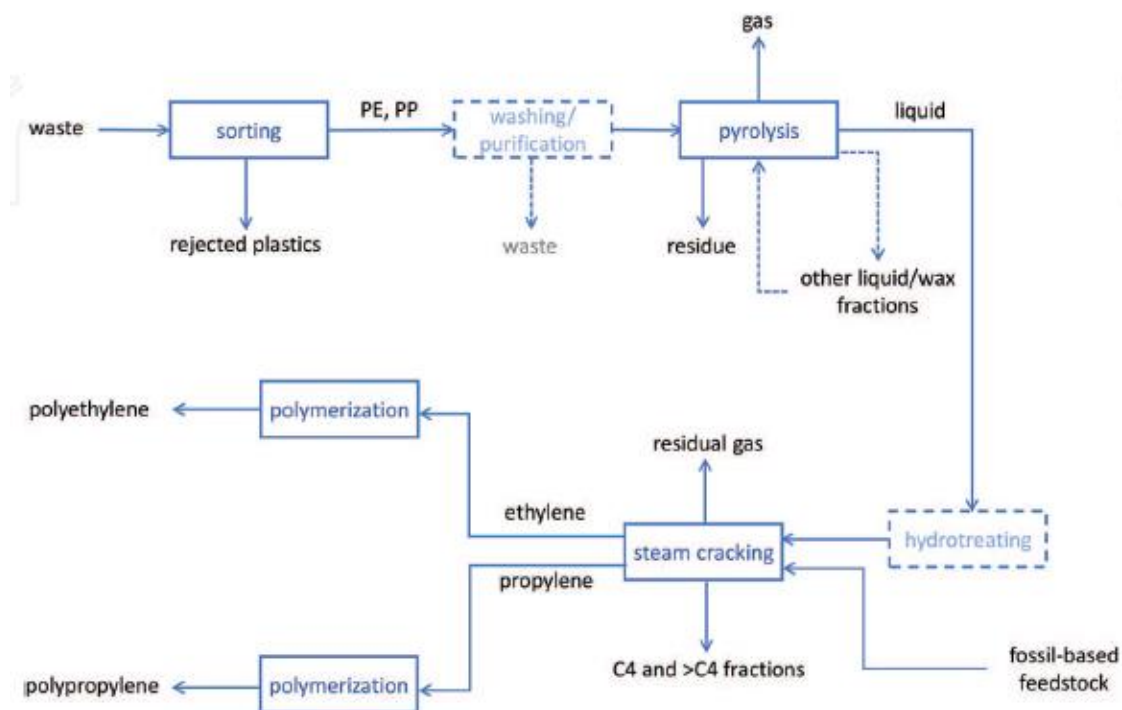 gas
waste
sorting
PE, PP
washing/
purification
pyrolysis
liquid
rejected plastics
waste
residue
other liquid/wax
fractions
polyethylene
polymerization
residual gas
ethylene
steam cracking
hydrotreating
propylene
C4 and >C4 fractions
polypropylene
polymerization
fossil-based
feedstock